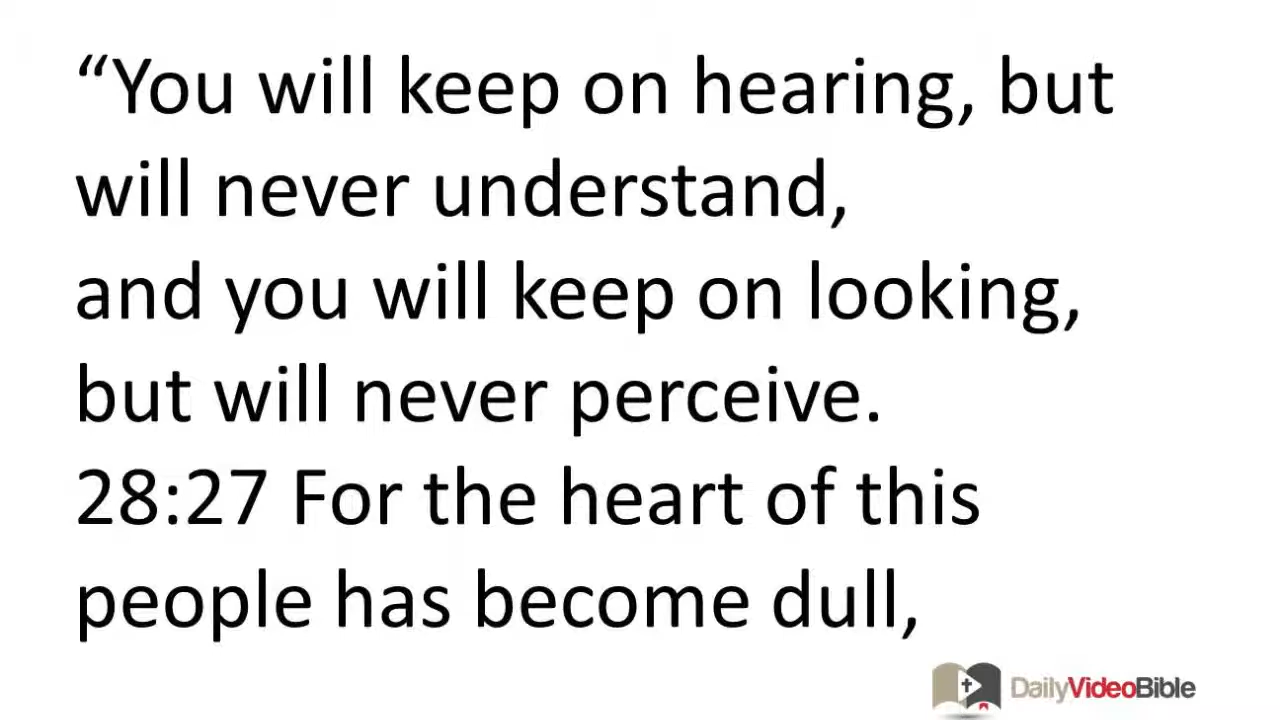 “You will keep on hearing, but
will never understand,
and you will keep on looking,
but will never perceive.
28:27 For the heart of this
people has become dull,
DailyVideoBible